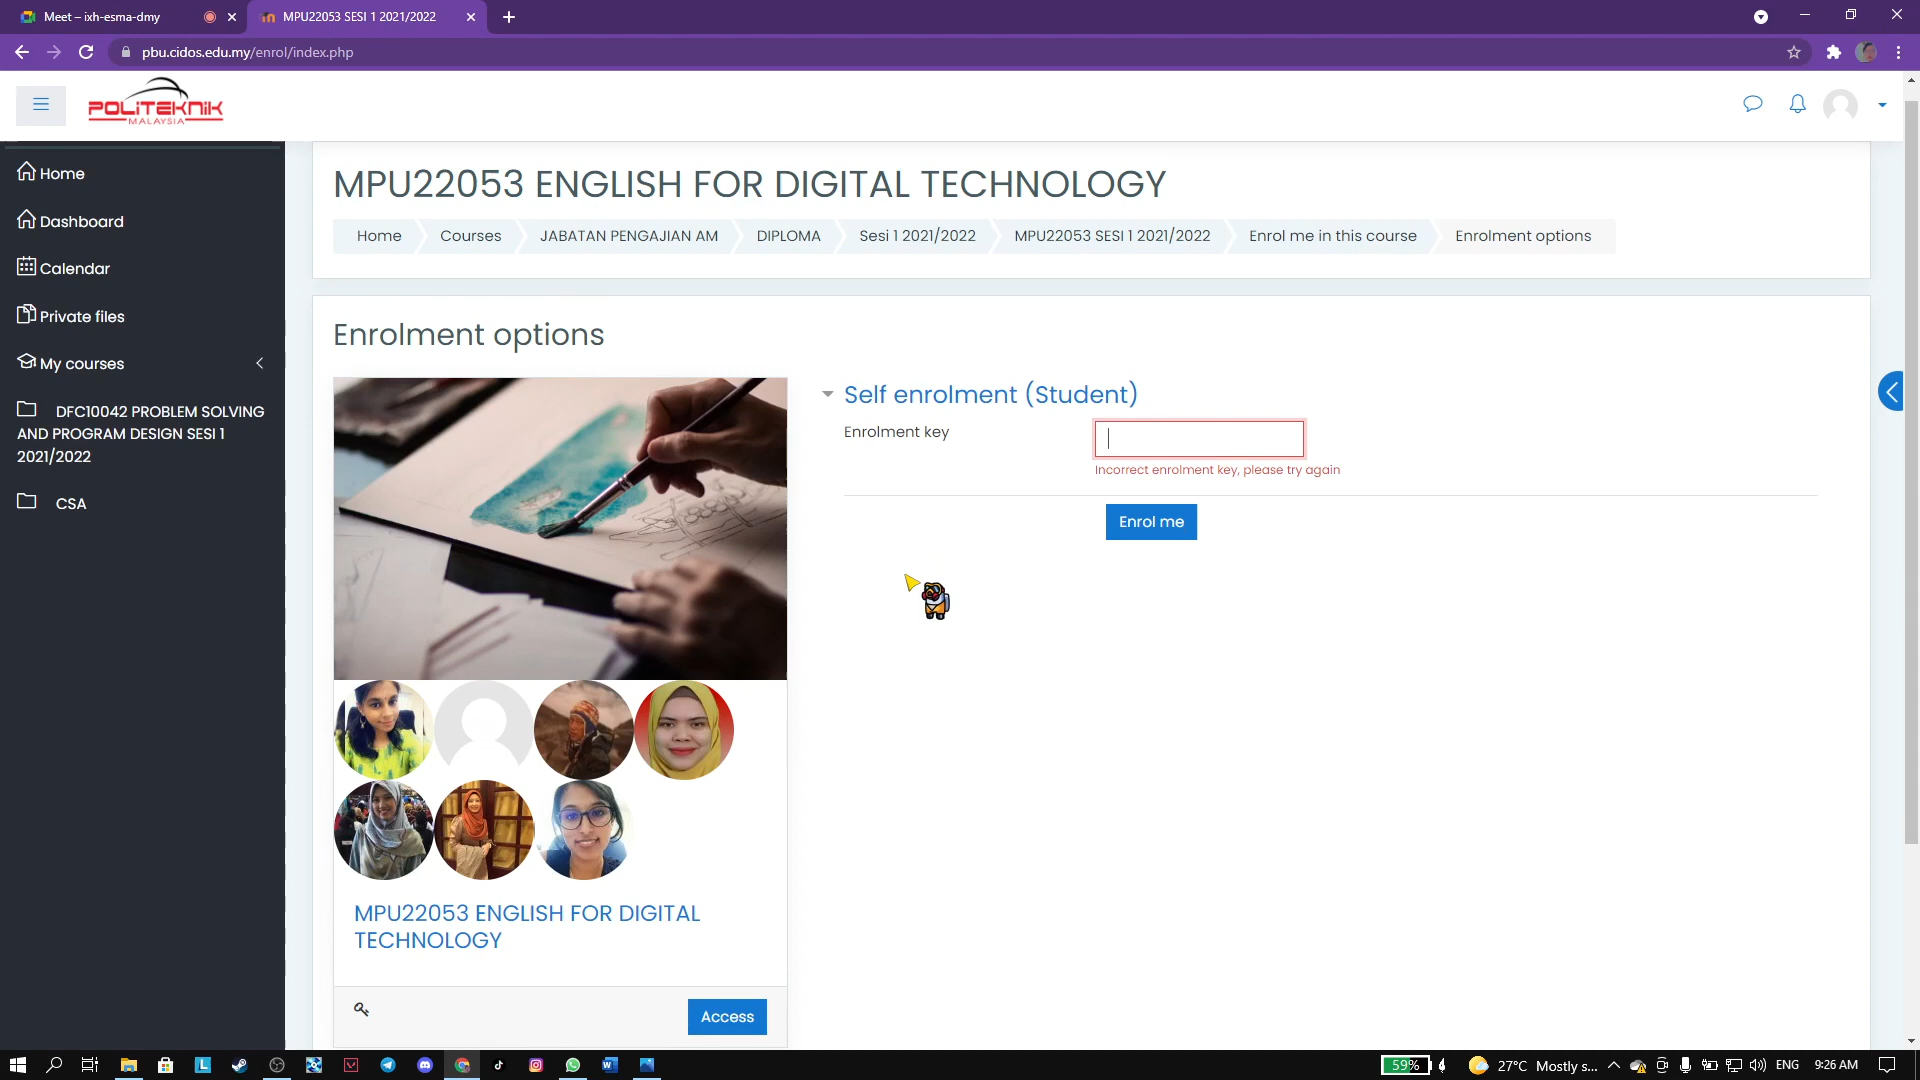 Meet – ixh-esma-dmy
MPU22053 SESI 1 2021/2022
pbu.cidos.edu.my/enrol/index.php
POLITEKNIK
MALAYSIA
Home
Dashboard
Calendar
Private files
My courses
DFC10042 PROBLEM SOLVING
AND PROGRAM DESIGN SESI 1
2021/2022
CSA
MPU22053 ENGLISH FOR DIGITAL TECHNOLOGY
Home
Courses
JABATAN PENGAJIAN AM
DIPLOMA
Sesi 1 2021/2022
MPU22053 SESI 1 2021/2022
Enrol me in this course
Enrolment options
Enrolment options
Self enrolment (Student)
Enrolment key
Incorrect enrolment key, please try again
Enrol me
MPU22053 ENGLISH FOR DIGITAL
TECHNOLOGY
Access
59%
27°C Mostly s...
ENG
9:26 AM